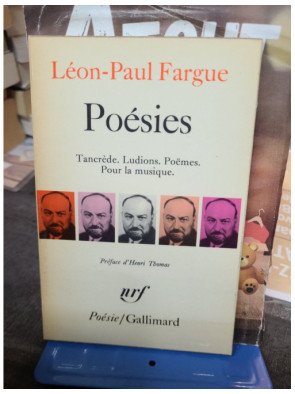 Léon-Paul Fargue
Poésies
Tancrède. Ludions. Poëmes.
Pour la musique.
Préface d'Henri Thomas
nrf
Poésie/Gallimard